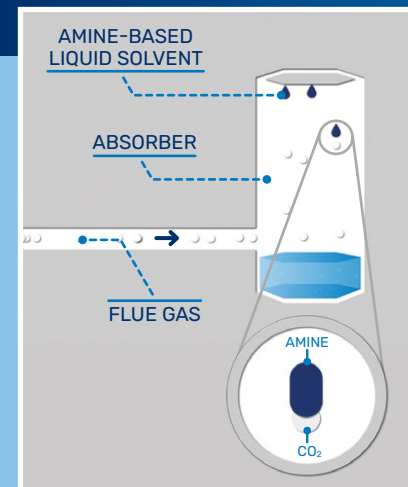 AMINE-BASED
LIQUID SOLVENT
ABSORBER
FLUE GAS
AMINE
CO₂